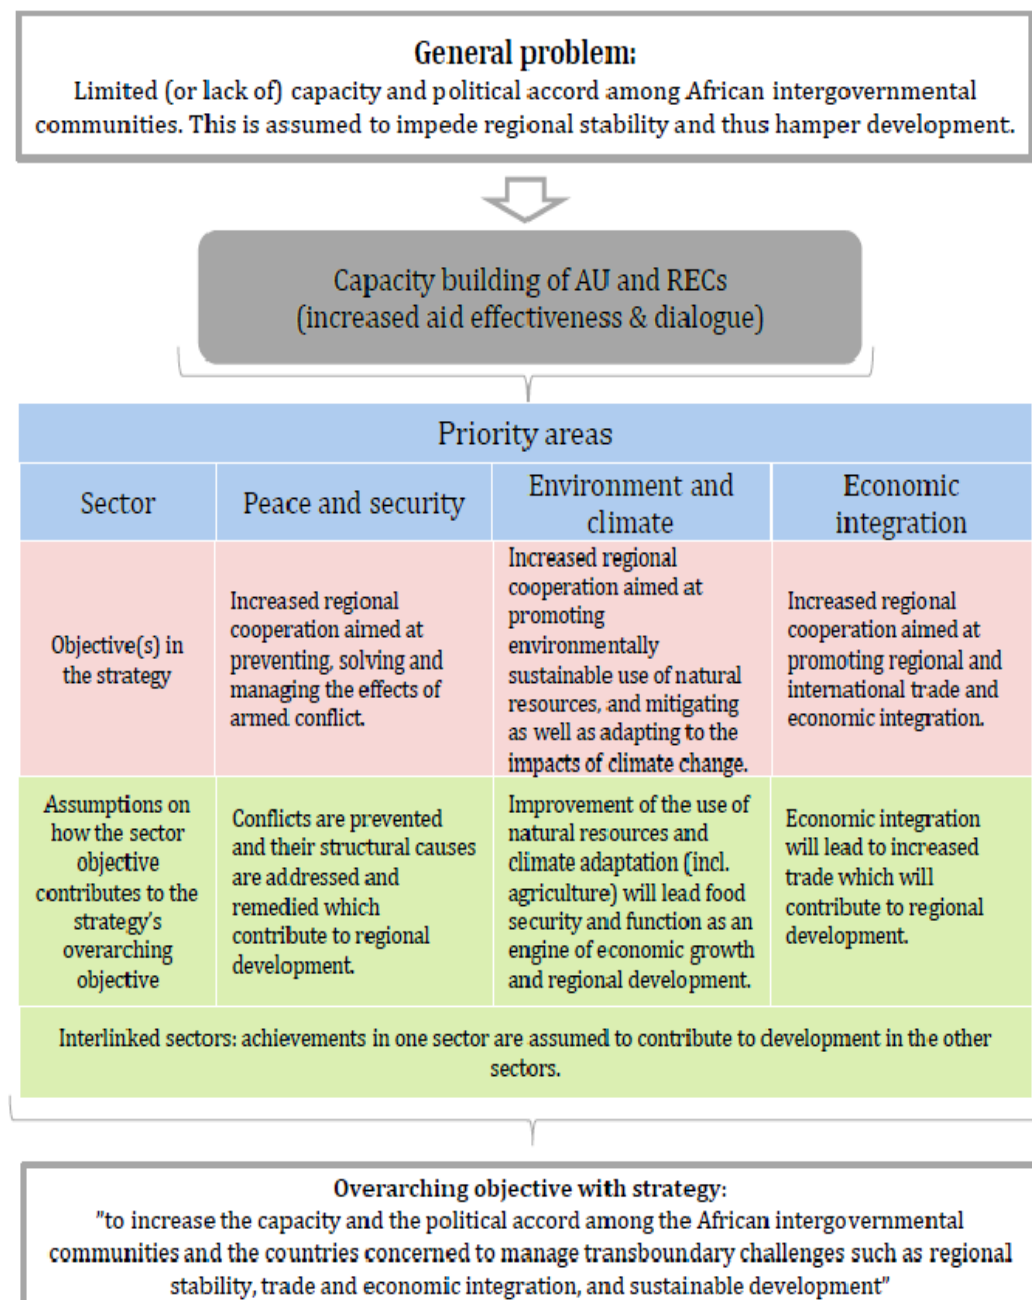 General problem:
Limited (or lack of) capacity and political accord among African intergovernmental
communities. This is assumed to impede regional stability and thus hamper development.
Capacity building of AU and RECs
(increased aid effectiveness & dialogue)
Priority areas
Sector
Peace and security
Environment and
climate
Economic
integration
Objective(s) in
the strategy
Increased regional
cooperation aimed at
preventing, solving and
managing the effects of
armed conflict.
Increased regional
cooperation aimed at
promoting
environmentally
sustainable use of natural
resources, and mitigating
as well as adapting to the
impacts of climate change.
Increased regional
cooperation aimed at
promoting regional and
international trade and
economic integration.
Assumptions on
how the sector
objective
contributes to the
strategy's
overarching
objective
Conflicts are prevented
and their structural causes
are addressed and
remedied which
contribute to regional
development.
Improvement of the use of
natural resources and
climate adaptation (incl.
agriculture) will lead food
security and function as an
engine of economic growth
and regional development.
Economic integration
will lead to increased
trade which will
contribute to regional
development.
Interlinked sectors: achievements in one sector are assumed to contribute to development in the other
sectors.
Overarching objective with strategy:
"to increase the capacity and the political accord among the African intergovernmental
communities and the countries concerned to manage transboundary challenges such as regional
stability, trade and economic integration, and sustainable development"